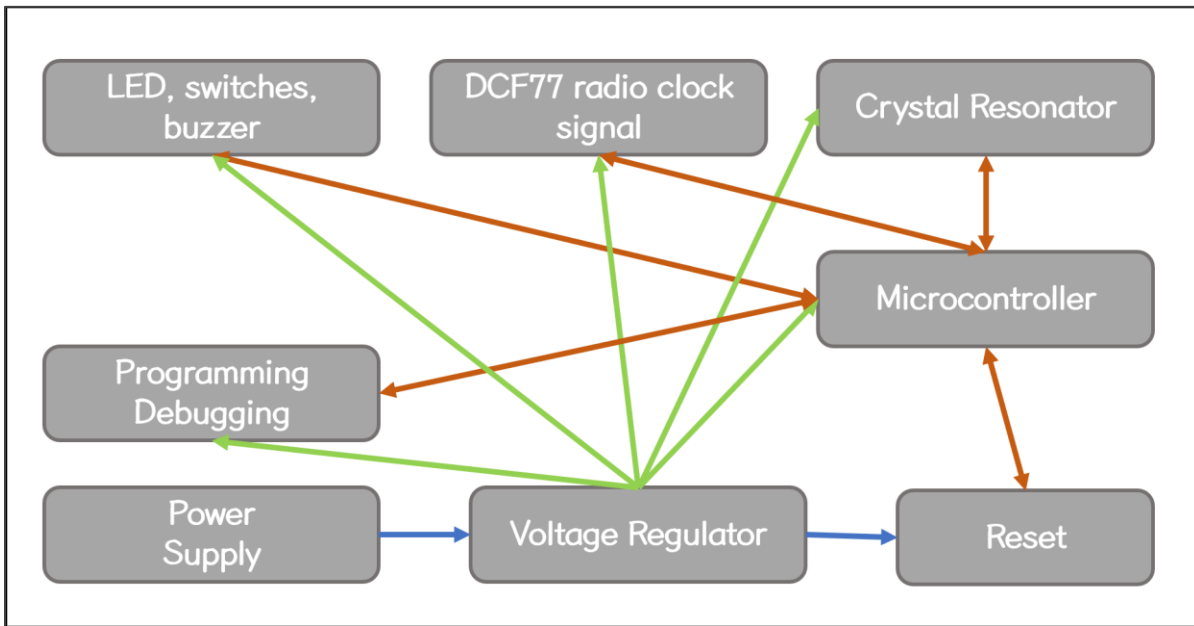 LED, switches,
buzzer
DCF77 radio clock
signal
Crystal Resonator
Microcontroller
Programming
Debugging
Power
Supply
Voltage Regulator
Reset